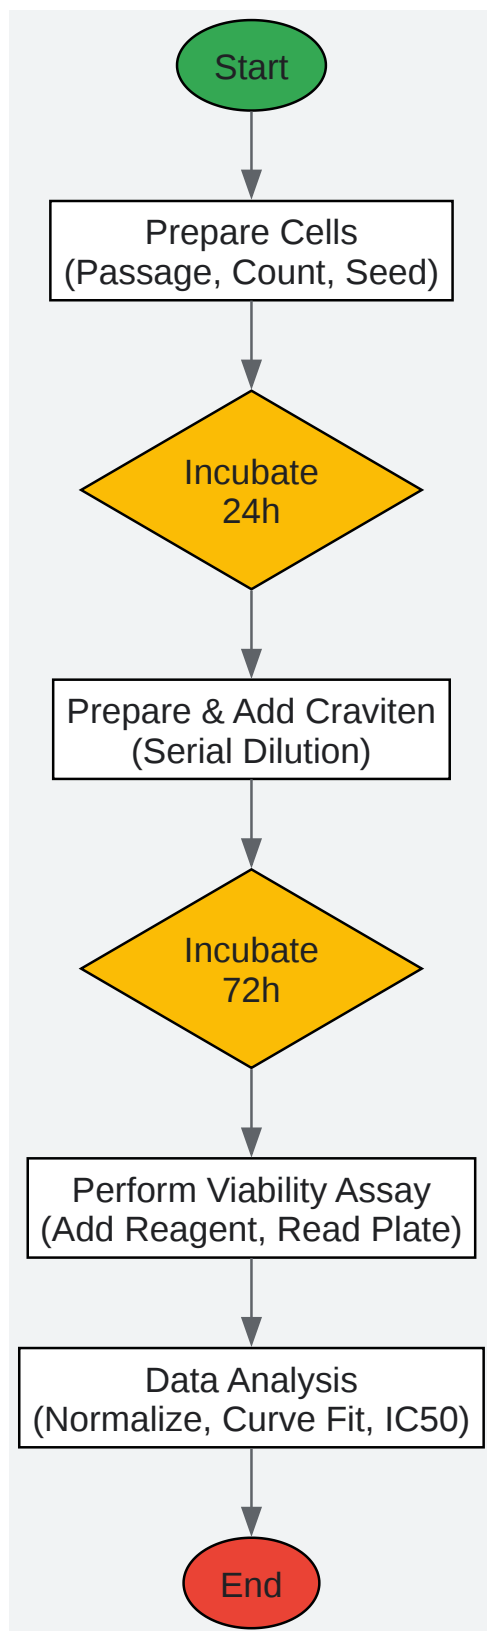 Start
Prepare Cells
(Passage, Count, Seed)
Incubate
24h
Prepare & Add Craviten
(Serial Dilution)
Incubate
72h
Perform Viability Assay
(Add Reagent, Read Plate)
Data Analysis
(Normalize, Curve Fit, IC50)
End